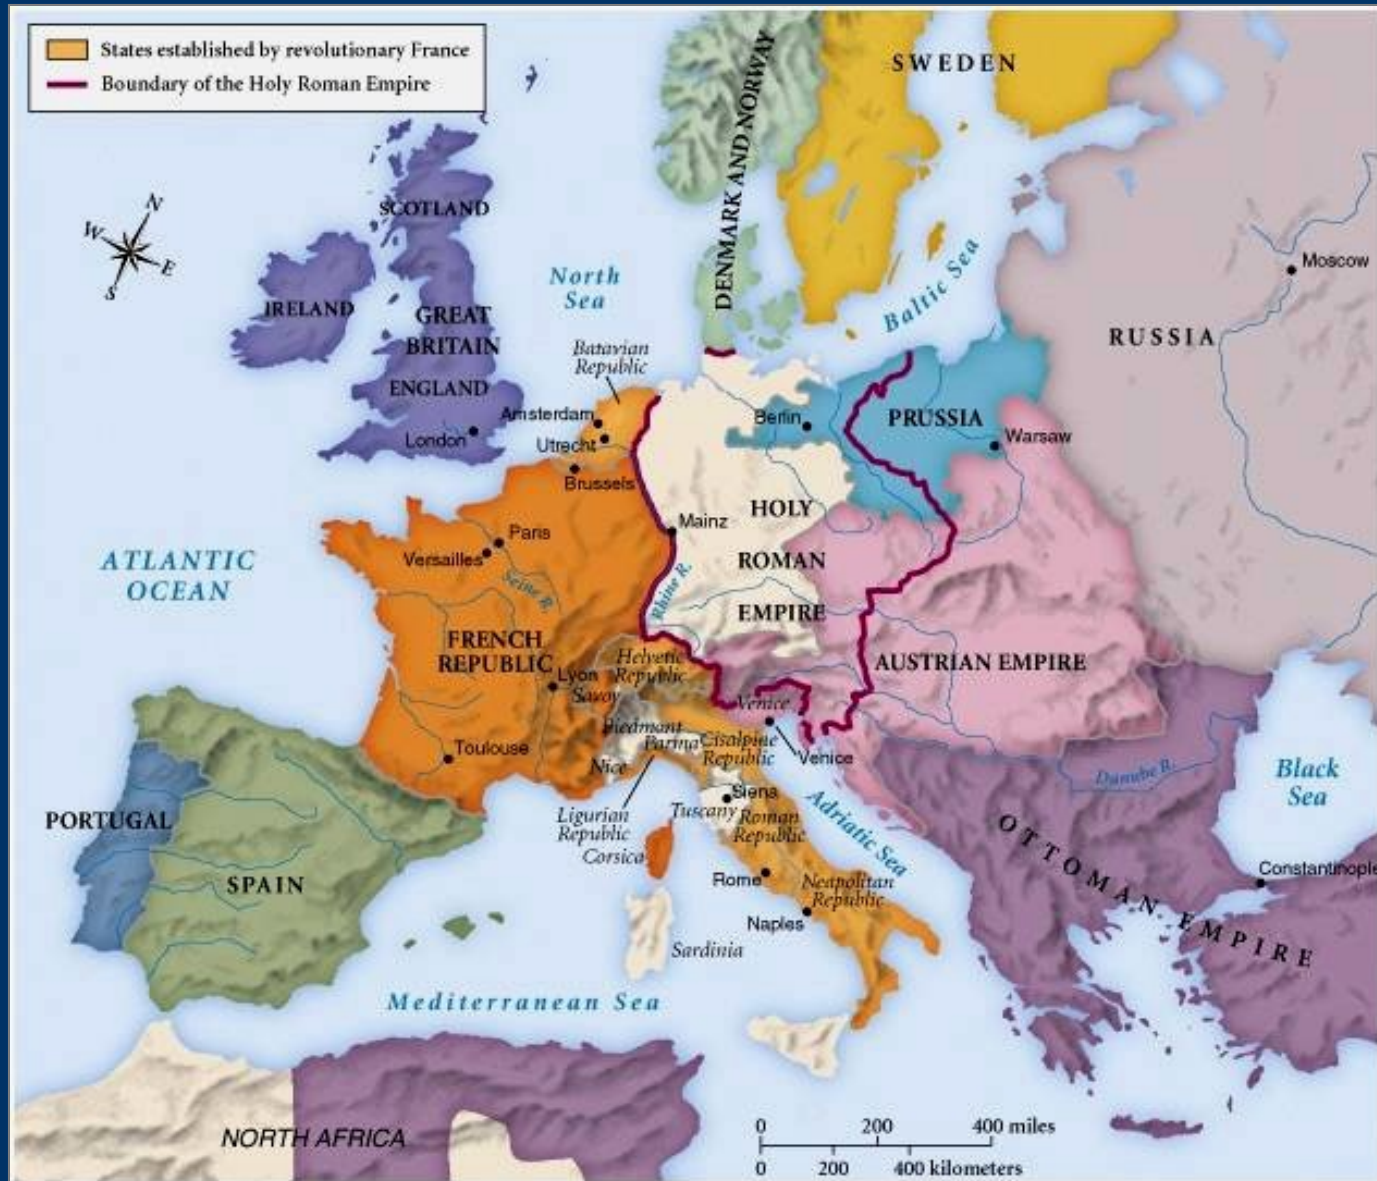 States established by revolutionary France
Boundary of the Holy Roman Empire
N
W
E
S
SWEDEN
DENMARK AND NORWAY
SCOTLAND
IRELAND
GREAT
BRITAIN
ENGLAND
London
North
Sea
Baltic Sea
Moscow
RUSSIA
Batavian
Republic
Amsterdam
Utrecht
Brussels
Berlin
PRUSSIA
Warsaw
HOLY
ROMAN
EMPIRE
Mainz
Rhine R.
Paris
Versailles
Seine R.
ATLANTIC
OCEAN
FRENCH
REPUBLIC
Lyon
Savoy
Helvetic
Republic
AUSTRIAN EMPIRE
Venice
Piedmont
Parma
Cisalpine
Republic
Venice
Nice
Toulouse
Danube R.
Black
Sea
Siena
Tuscany
Roman
Republic
Adriatic Sea
Ligurian
Republic
Corsica
PORTUGAL
SPAIN
OTTOMAN EMPIRE
Constantinople
Rome
Neapolitan
Republic
Naples
Sardinia
Mediterranean Sea
NORTH AFRICA
0 200 400 miles
0 200 400 kilometers